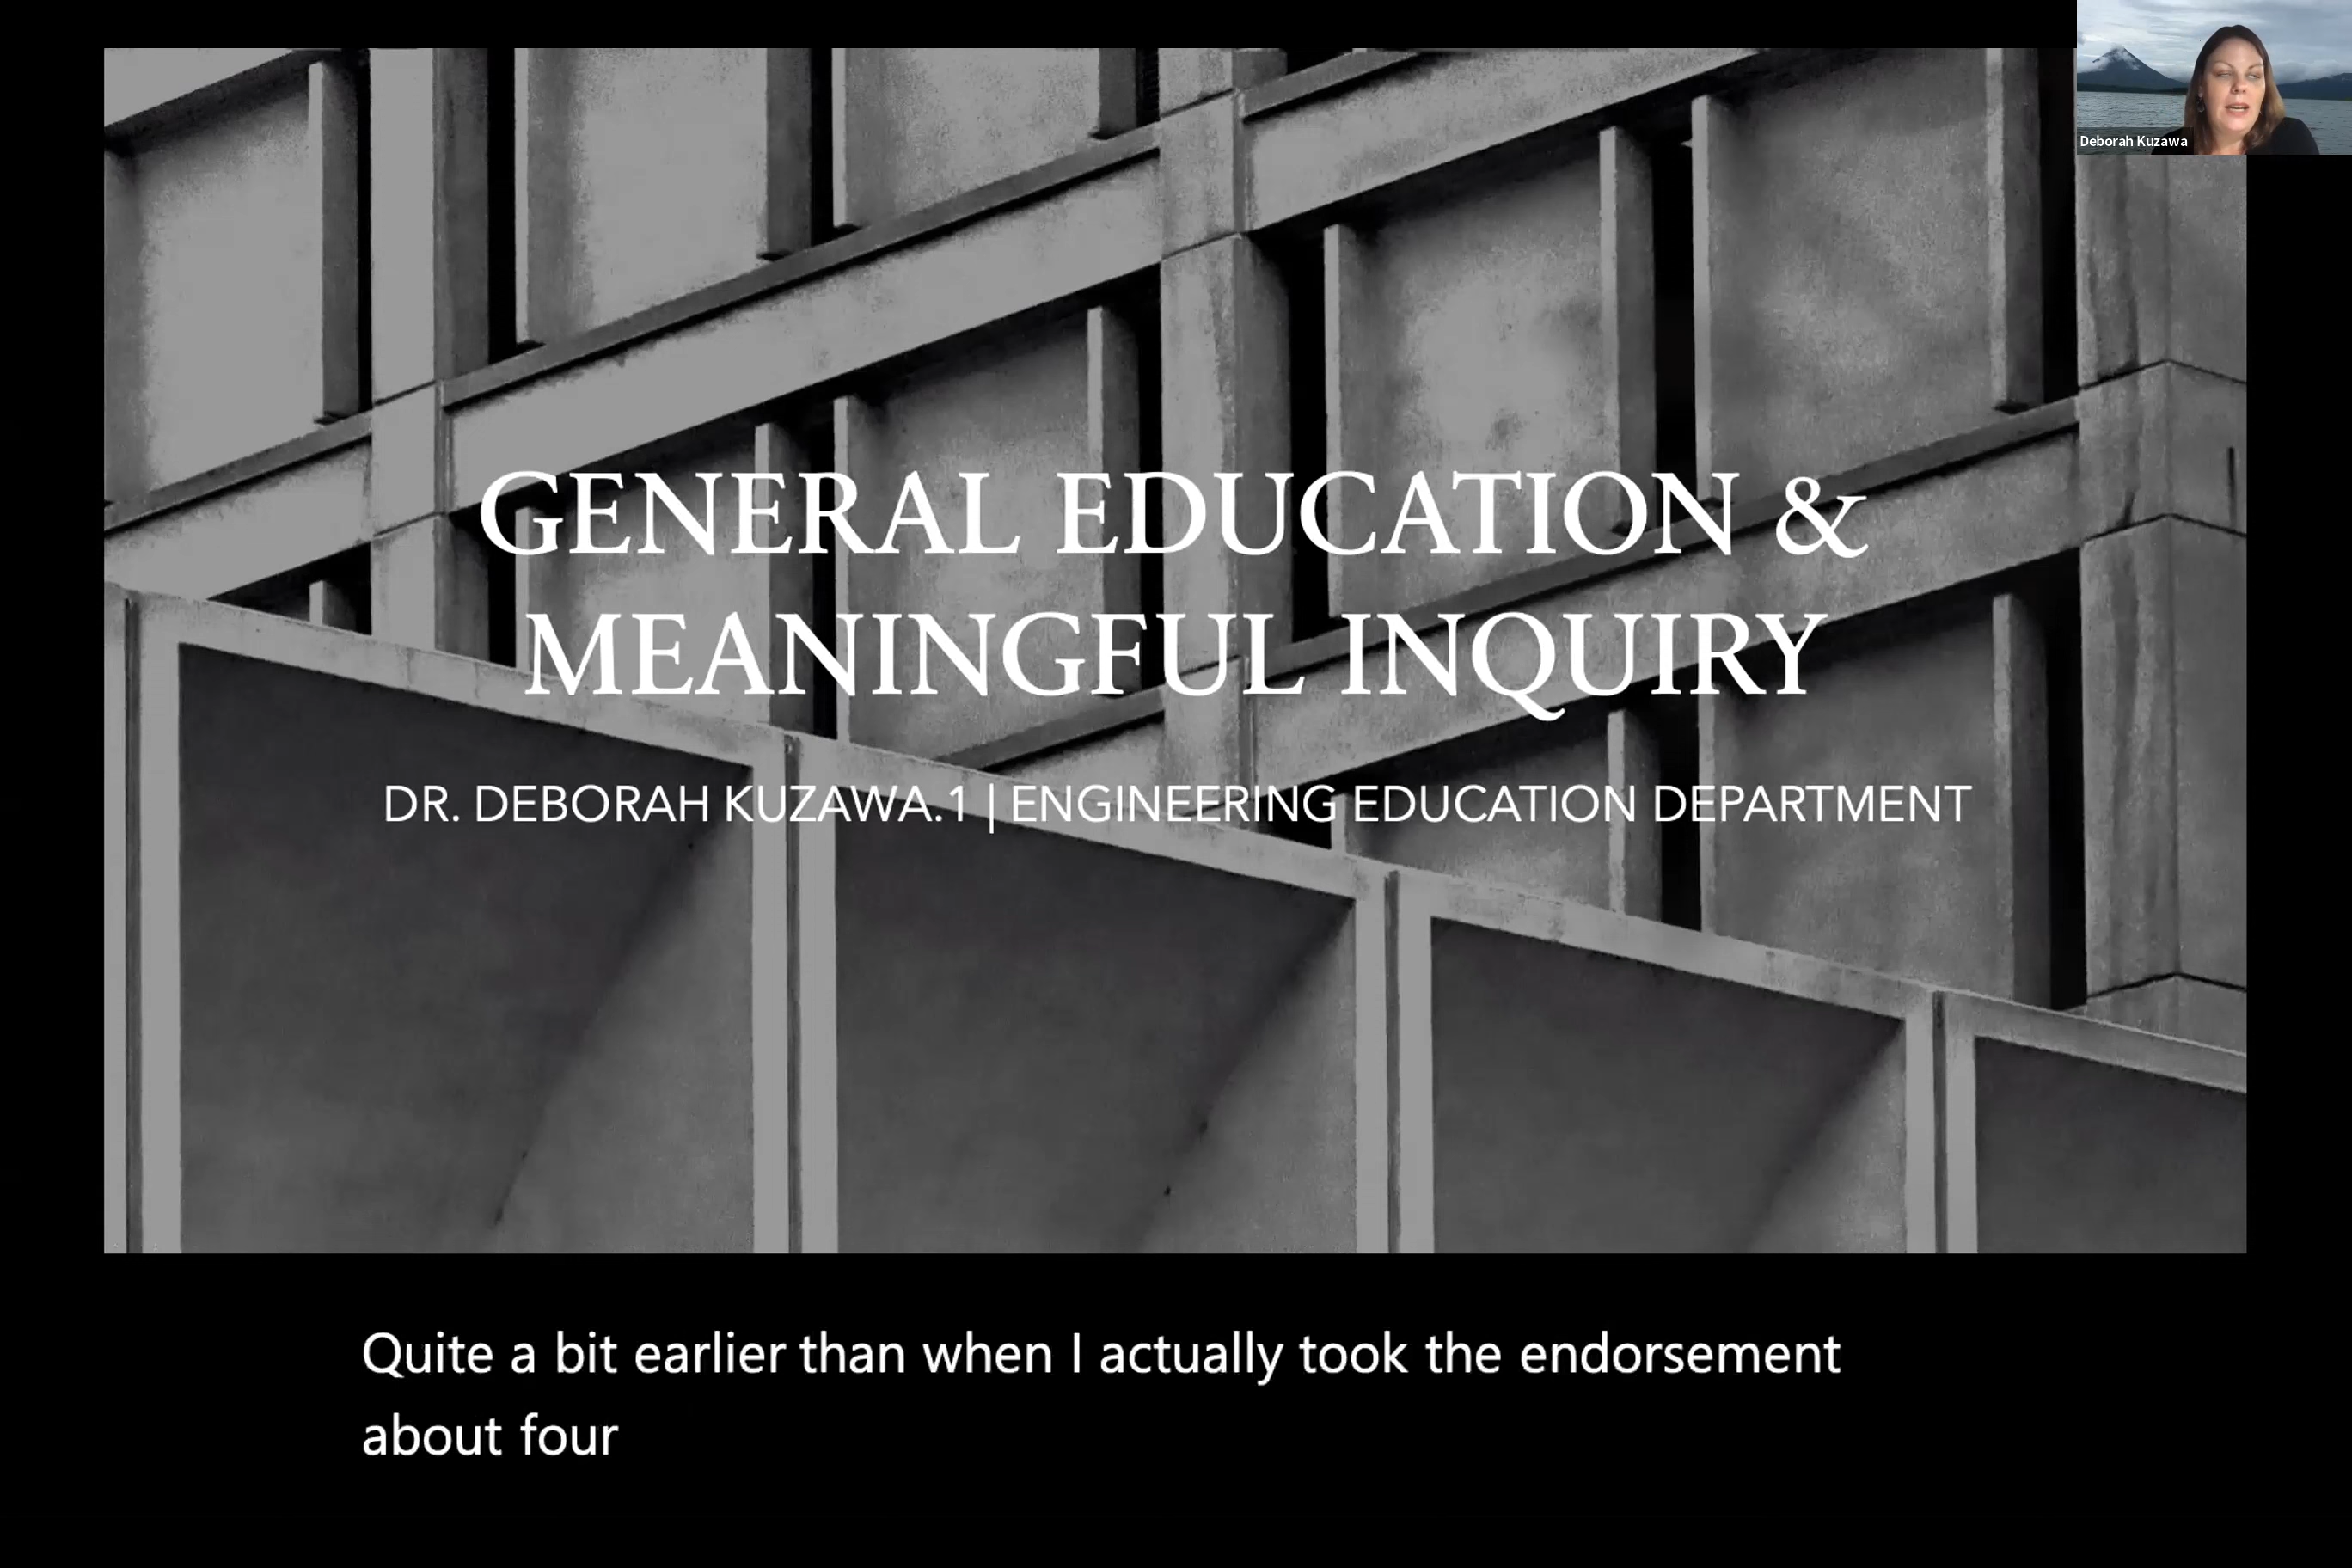 Deborah Kuzawa
GENERAL EDUCATION &
MEANINGFUL INQUIRY
DR. DEBORAH KUZAWA.1 | ENGINEERING EDUCATION DEPARTMENT
Quite a bit earlier than when I actually took the endorsement
about four